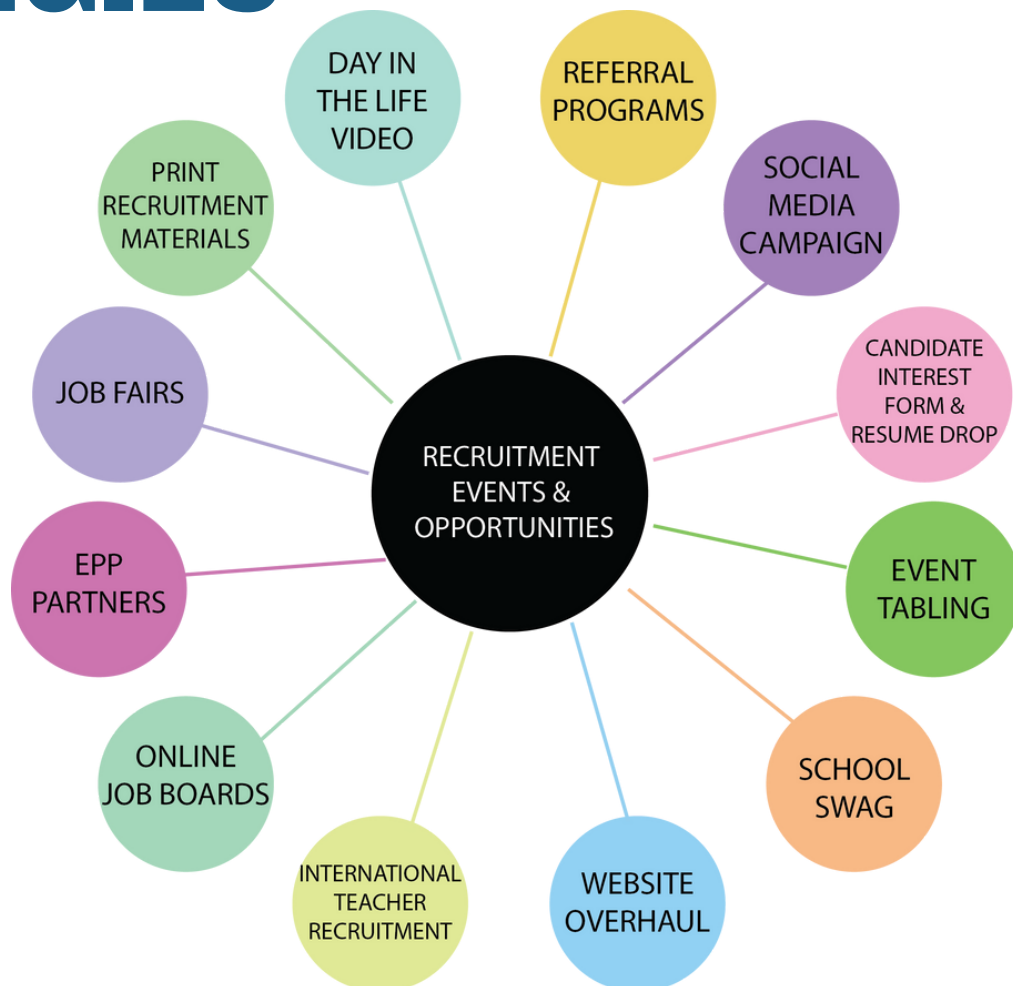 DAY IN
THE LIFE
VIDEO
REFERRAL
PROGRAMS
SOCIAL
MEDIA
CAMPAIGN
CANDIDATE
INTEREST
FORM &
RESUME DROP
EVENT
TABLING
SCHOOL
SWAG
WEBSITE
OVERHAUL
INTERNATIONAL
TEACHER
RECRUITMENT
ONLINE
JOB BOARDS
EPP
PARTNERS
JOB FAIRS
PRINT
RECRUITMENT
MATERIALS
RECRUITMENT
EVENTS &
OPPORTUNITIES